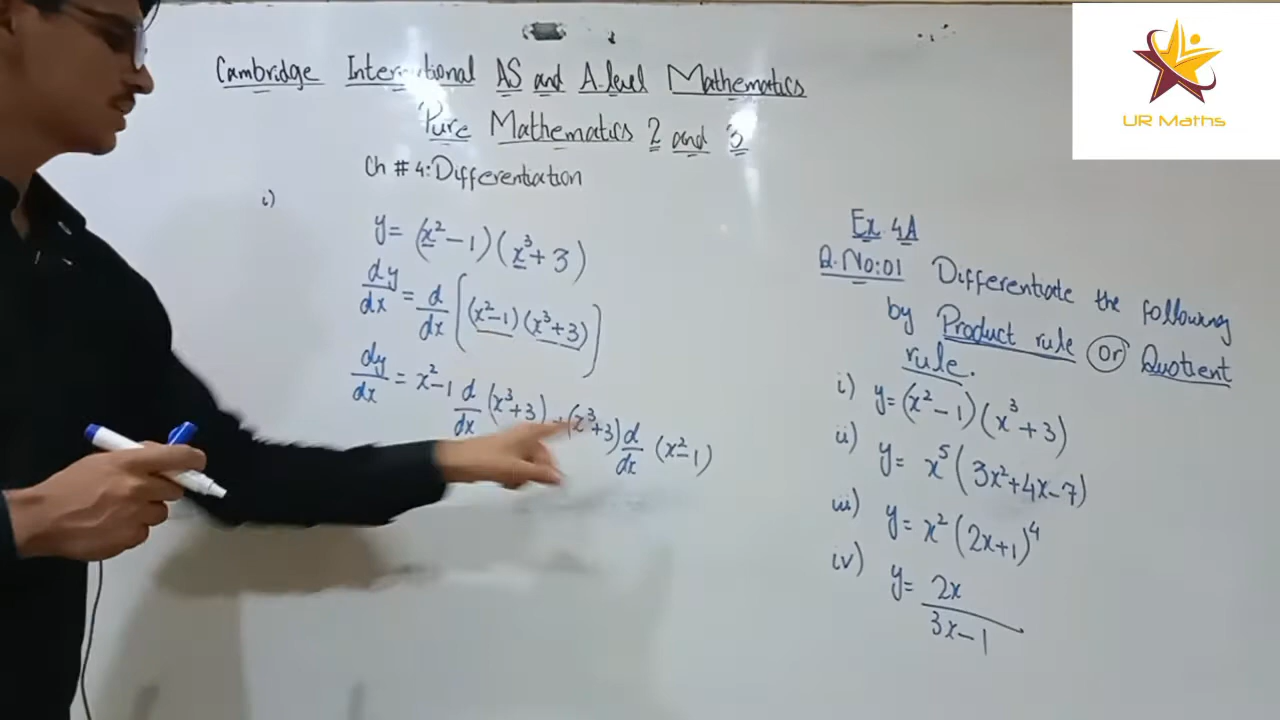 Cambridge International AS and A-level Mathematics
Pure Mathematics 2 and 3
Ch # 4: Differentiation
i)
y = (x² - 1)(x³ + 3)
dy/dx = d/dx [(x² - 1)(x³ + 3)]
dy/dx = x² - 1 d/dx (x³ + 3) + (x³ + 3) d/dx (x² - 1)
Ex. 4A
Q.No:01 Differentiate the following
by Product rule Or Quotient
rule.
i) y = (x² - 1)(x³ + 3)
ii) y = x⁵(3x² + 4x - 7)
iii) y = x²(2x + 1)⁴
iv) y = 2x/3x - 1
UR Maths